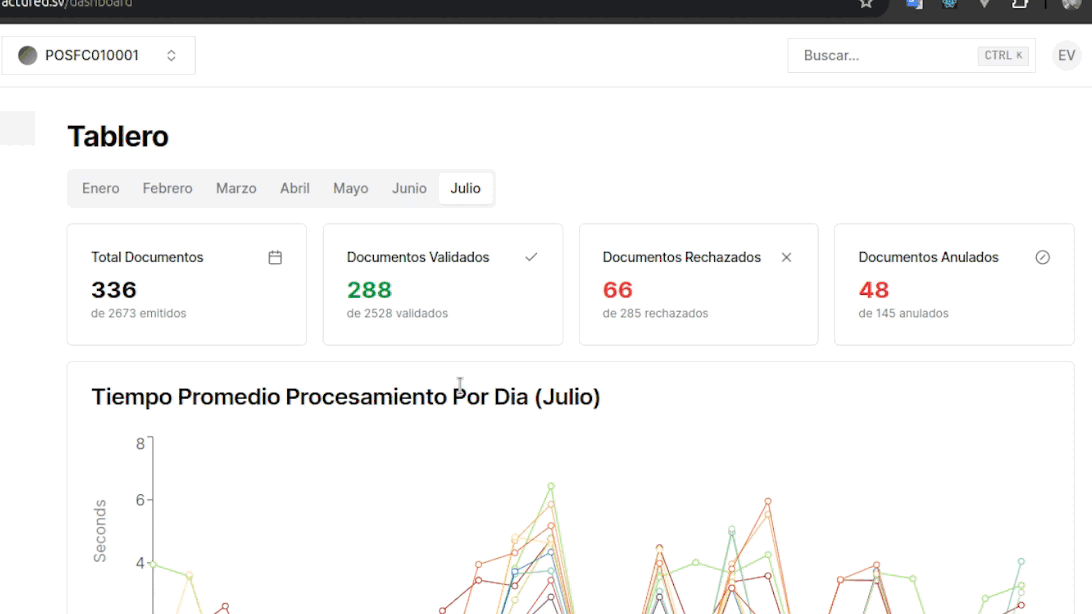 actured.sv/dashboard
POSFC010001
Buscar...
CTRL K
EV
Tablero
Enero Febrero Marzo Abril Mayo Junio Julio
Total Documentos
336
de 2673 emitidos
Documentos Validados
288
de 2528 validados
Documentos Rechazados
66
de 285 rechazados
Documentos Anulados
48
de 145 anulados
Tiempo Promedio Procesamiento Por Dia (Julio)
8
6
4
Seconds